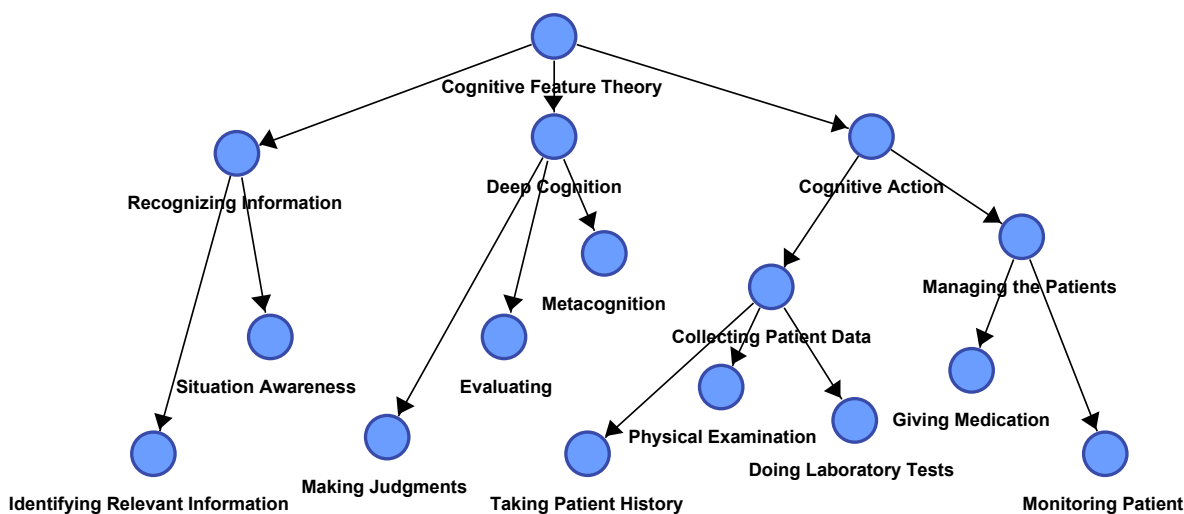 Cognitive Feature Theory
Recognizing Information
Deep Cognition
Cognitive Action
Managing the Patients
Metacognition
Collecting Patient Data
Situation Awareness
Evaluating
Giving Medication
Physical Examination
Doing Laboratory Tests
Making Judgments
Identifying Relevant Information
Taking Patient History
Monitoring Patient